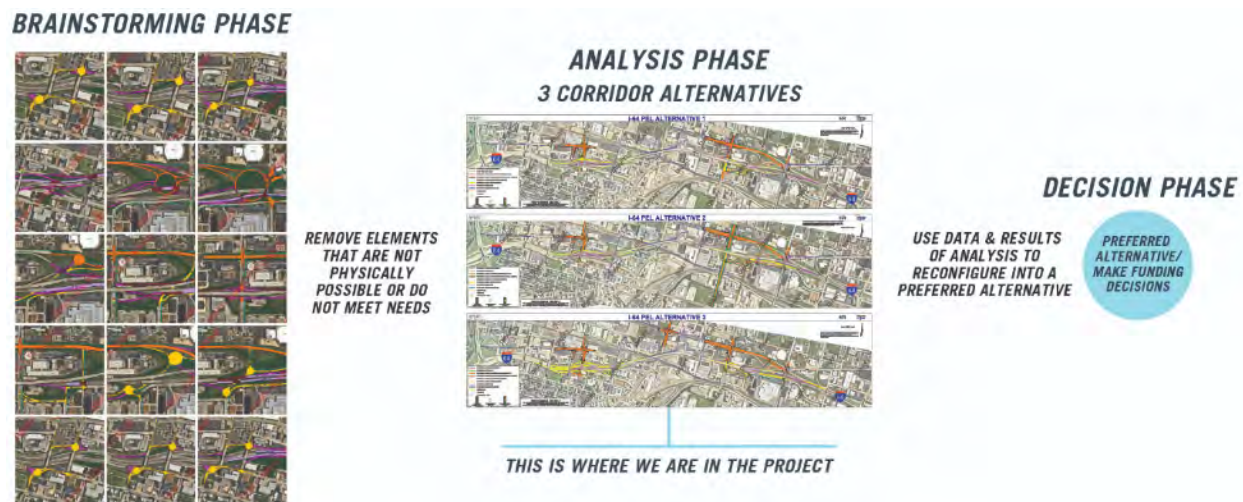 BRAINSTORMING PHASE
REMOVE ELEMENTS
THAT ARE NOT
PHYSICALLY
POSSIBLE OR DO
NOT MEET NEEDS
ANALYSIS PHASE
3 CORRIDOR ALTERNATIVES
I-64 PEL ALTERNATIVE 1
I-64 PEL ALTERNATIVE 2
I-64 PEL ALTERNATIVE 3
THIS IS WHERE WE ARE IN THE PROJECT
USE DATA & RESULTS
OF ANALYSIS TO
RECONFIGURE INTO A
PREFERRED ALTERNATIVE
DECISION PHASE
PREFERRED
ALTERNATIVE/
MAKE FUNDING
DECISIONS